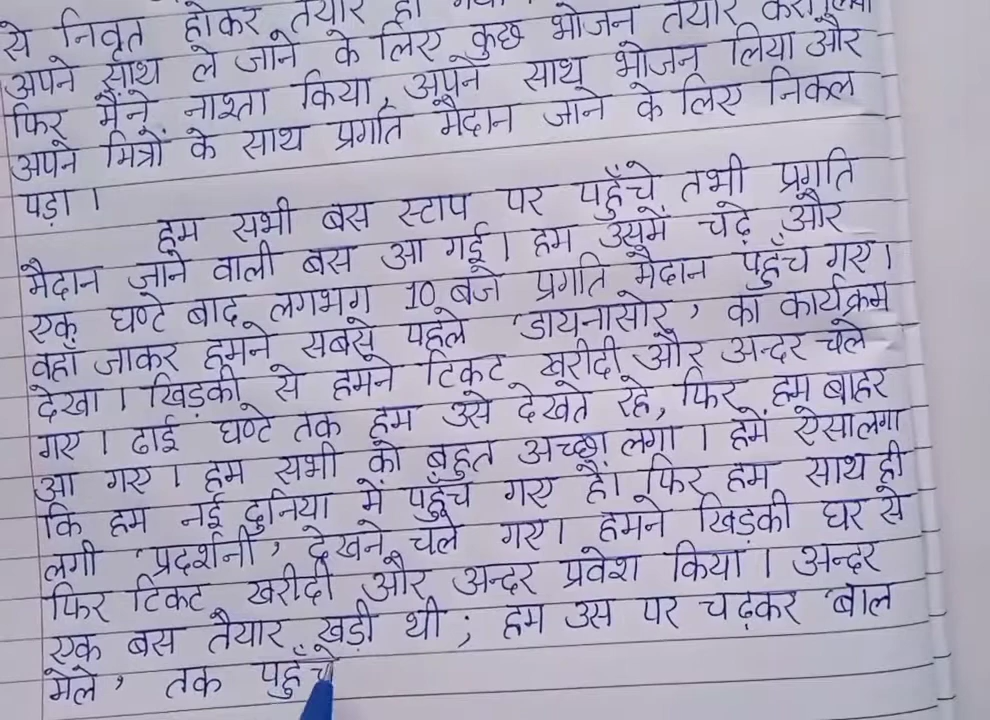 से निवृत होकर तैयार हो
अपने साथ ले जाने के लिए कुछ भोजन तैयार
फिर मैंने नाश्ता किया, अपने साथ भोजन लिया और
अपने मित्रों के साथ प्रगति मैदान जाने के लिए निकल
पड़ा ।
हम सभी बस स्टाप पर पहुँचे तभी प्रगति
मैदान जाने वाली बस आ गई। हम उसमें चढ़े और
एक घण्टे बाद लगभग 10 बजे प्रगति मैदान पहुँच गए।
वहां जाकर हमने सबसे पहले 'डायनासोर' का कार्यक्रम
देखा । खिड़की से हमने टिकट खरीदी और अन्दर चले
गए । ढाई घण्टे तक हम उसे देखते रहे, फिर हम बाहर
आ गए । हम सभी को बहुत अच्छा लगा । हमें ऐसा लगा
कि हम नई दुनिया में पहुँच गए हों। फिर हम साथ ही
लगी 'प्रदर्शनी' देखने चले गए। हमने खिड़की घर से
फिर टिकट खरीदी और अन्दर प्रवेश किया । अन्दर
एक बस तैयार खड़ी थी ; हम उस पर चढ़कर 'बाल
मेले' तक पहुँचे